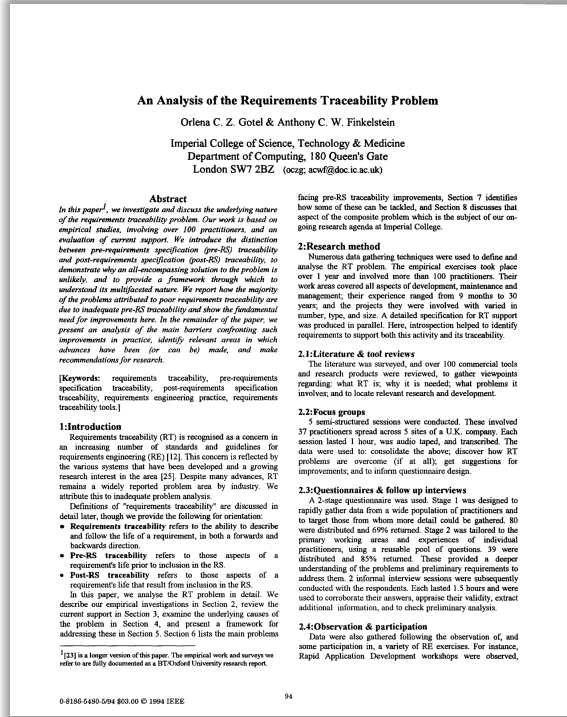 An Analysis of the Requirements Traceability Problem
Orlena C. Z. Gotel & Anthony C. W. Finkelstein
Imperial College of Science, Technology & Medicine
Department of Computing, 180 Queen's Gate
London SW7 2BZ (oczg; acwf@doc.ic.ac.uk)
Abstract
In this paper1, we investigate and discuss the underlying nature
of the requirements traceability problem. Our work is based on
empirical studies, involving over 100 practitioners, and an
evaluation of current support. We introduce the distinction
between pre-requirements specification (pre-RS) traceability
and post-requirements specification (post-RS) traceability, to
demonstrate why an all-encompassing solution to the problem is
unlikely, and to provide a framework through which to
understand its multifaceted nature. We report how the majority
of the problems attributed to poor requirements traceability are
due to inadequate pre-RS traceability and show the fundamental
need for improvements here. In the remainder of the paper, we
present an analysis of the main barriers confronting such
improvements in practice, identify relevant areas in which
advances have been (or can be) made, and make
recommendations for research.
[Keywords: requirements traceability, pre-requirements
specification traceability, post-requirements specification
traceability, requirements engineering practice, requirements
traceability tools.]
1:Introduction
Requirements traceability (RT) is recognised as a concern in
an increasing number of standards and guidelines for
requirements engineering (RE) [12]. This concern is reflected by
the various systems that have been developed and a growing
research interest in the area [25]. Despite many advances, RT
remains a widely reported problem area by industry. We
attribute this to inadequate problem analysis.
Definitions of "requirements traceability" are discussed in
detail later, though we provide the following for orientation:
• Requirements traceability refers to the ability to describe
and follow the life of a requirement, in both a forwards and
backwards direction.
• Pre-RS traceability refers to those aspects of a
requirement's life prior to inclusion in the RS.
• Post-RS traceability refers to those aspects of a
requirement's life that result from inclusion in the RS.
In this paper, we analyse the RT problem in detail. We
describe our empirical investigations in Section 2, review the
current support in Section 3, examine the underlying causes of
the problem in Section 4, and present a framework for
addressing these in Section 5. Section 6 lists the main problems
1[23] is a longer version of this paper. The empirical work and surveys we
refer to are fully documented as a BT/Oxford University research report.
facing pre-RS traceability improvements, Section 7 identifies
how some of these can be tackled, and Section 8 discusses that
aspect of the composite problem which is the subject of our on-
going research agenda at Imperial College.
2:Research method
Numerous data gathering techniques were used to define and
analyse the RT problem. The empirical exercises took place
over 1 year and involved more than 100 practitioners. Their
work areas covered all aspects of development, maintenance and
management; their experience ranged from 9 months to 30
years; and the projects they were involved with varied in
number, type, and size. A detailed specification for RT support
was produced in parallel. Here, introspection helped to identify
requirements to support both this activity and its traceability.
2.1:Literature & tool reviews
The literature was surveyed, and over 100 commercial tools
and research products were reviewed, to gather viewpoints
regarding: what RT is; why it is needed; what problems it
involves; and to locate relevant research and development.
2.2:Focus groups
5 semi-structured sessions were conducted. These involved
37 practitioners spread across 5 sites of a U.K. company. Each
session lasted 1 hour, was audio taped, and transcribed. The
data were used to: consolidate the above; discover how RT
problems are overcome (if at all); get suggestions for
improvements; and to inform questionnaire design.
2.3:Questionnaires & follow up interviews
A 2-stage questionnaire was used. Stage 1 was designed to
rapidly gather data from a wide population of practitioners and
to target those from whom more detail could be gathered. 80
were distributed and 69% returned. Stage 2 was tailored to the
primary working areas and experiences of individual
practitioners, using a reusable pool of questions. 39 were
distributed and 85% returned. These provided a deeper
understanding of the problems and preliminary requirements to
address them. 2 informal interview sessions were subsequently
conducted with the respondents. Each lasted 1.5 hours and were
used to corroborate their answers, appraise their validity, extract
additional information, and to check preliminary analysis.
2.4:Observation & participation
Data were also gathered following the observation of, and
some participation in, a variety of RE exercises. For instance,
Rapid Application Development workshops were observed,
0-8186-5480-5/94 $03.00 © 1994 IEEE
94